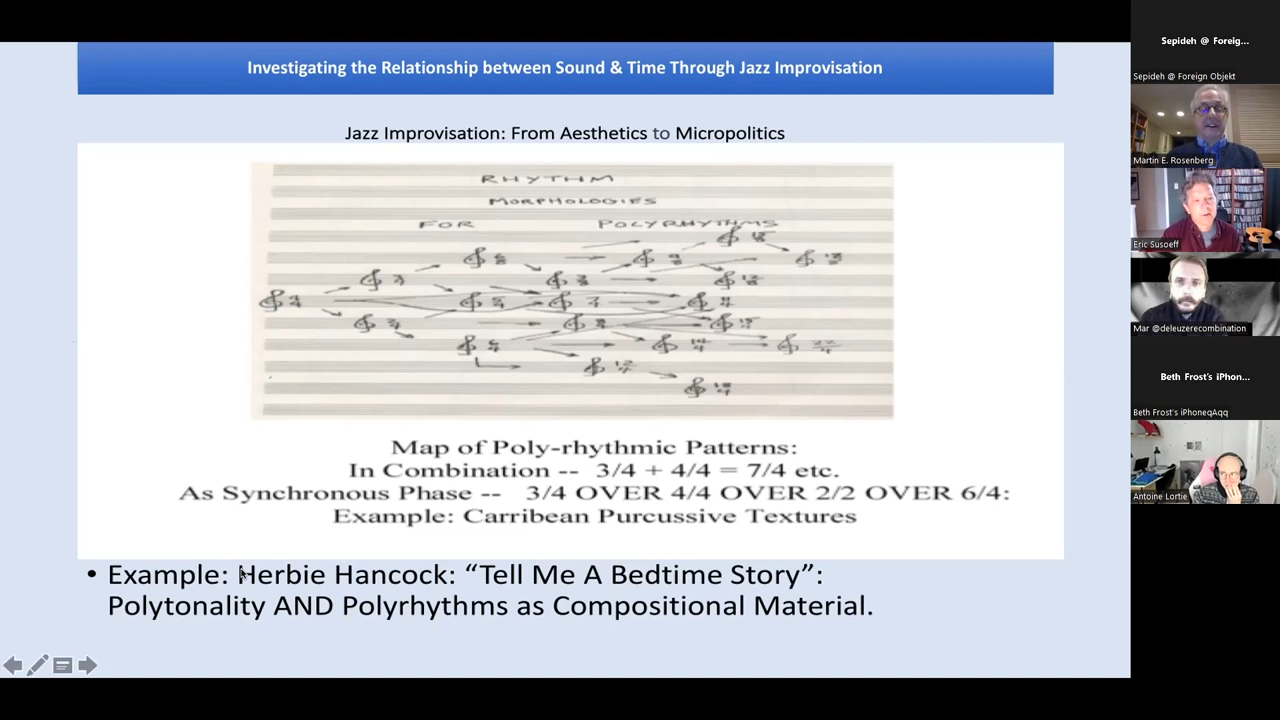 Investigating the Relationship between Sound & Time Through Jazz Improvisation
Jazz Improvisation: From Aesthetics to Micropolitics
RHYTHM
MORPHOLOGIES
FOR POLYRHYTHMS
Map of Poly-rhythmic Patterns:
In Combination -- 3/4 + 4/4 = 7/4 etc.
As Synchronous Phase -- 3/4 OVER 4/4 OVER 2/2 OVER 6/4:
Example: Carribean Purcussive Textures
• Example: Herbie Hancock: “Tell Me A Bedtime Story”:
Polytonality AND Polyrhythms as Compositional Material.
Sepideh @ Foreig...
Sepideh @ Foreign Objekt
Martin E. Rosenberg
Eric Susoeff
Mar @deleuzerecombination
Beth Frost's iPhon...
Beth Frost's iPhoneqAqq
Antoine Lortie